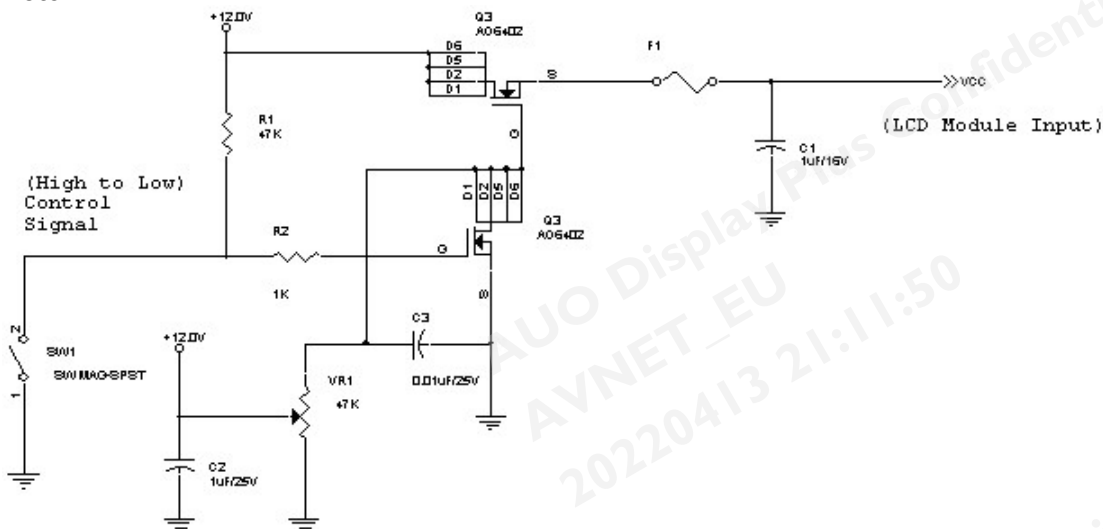 +12.0V
Q3
AO6402
D6
D5
D2
D1
S
G
F1
VCC
(LCD Module Input)
C1
1uF/16V
R1
47K
(High to Low)
Control
Signal
D1
D2
D5
D6
Q3
AO6402
G
S
R2
1K
2
1
SW1
SW MAG-SPST
+12.0V
C3
0.01uF/25V
VR1
47K
C2
1uF/25V
AUO Display Plus Confidenti
AVNET_EU
20220413 21:11:50